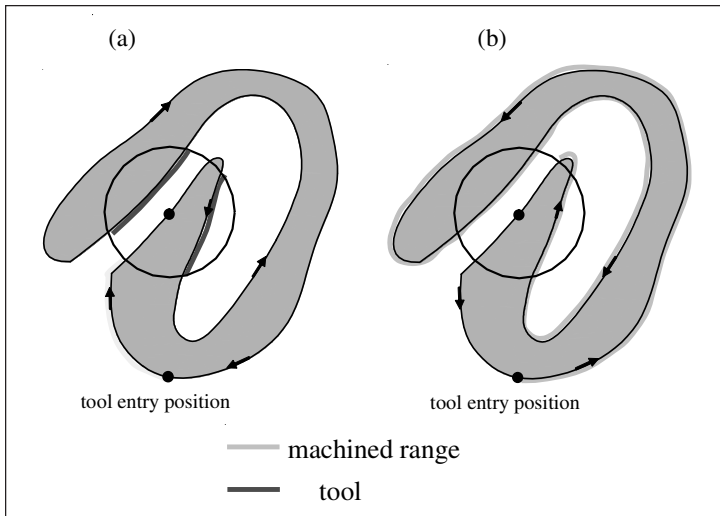 (a) (b)
tool entry position tool entry position
machined range
tool